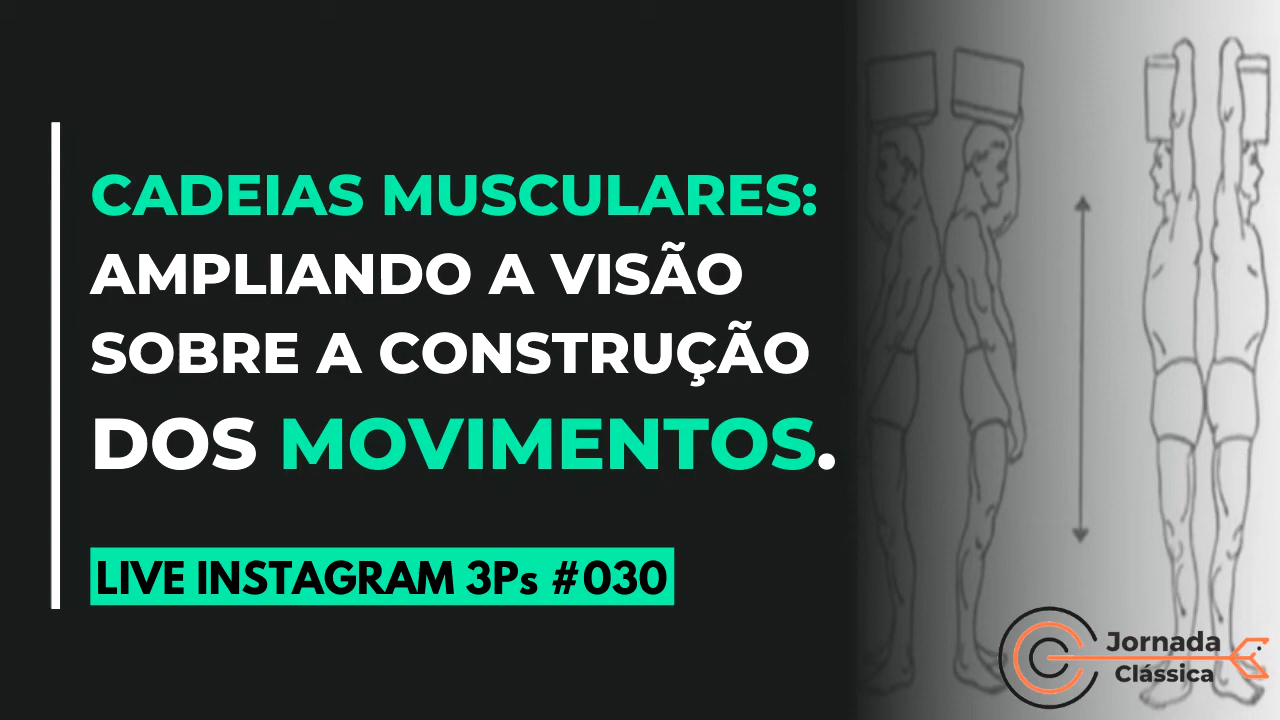 CADEIAS MUSCULARES:
AMPLIANDO A VISÃO
SOBRE A CONSTRUÇÃO
DOS MOVIMENTOS.
LIVE INSTAGRAM 3Ps #030
Jornada
Clássica